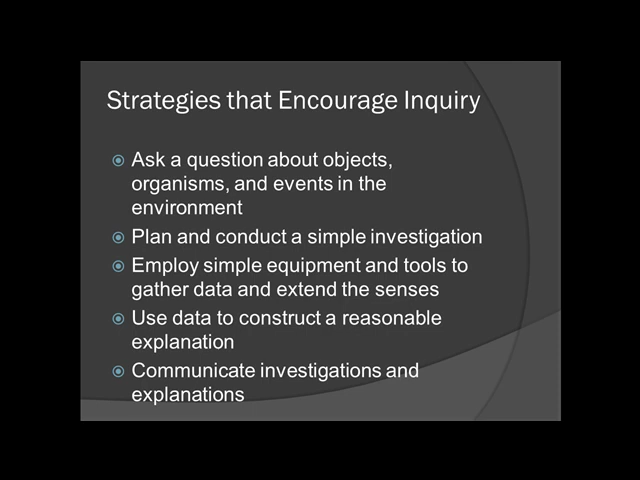 Strategies that Encourage Inquiry
Ask a question about objects,
organisms, and events in the
environment
Plan and conduct a simple investigation
Employ simple equipment and tools to
gather data and extend the senses
Use data to construct a reasonable
explanation
Communicate investigations and
explanations